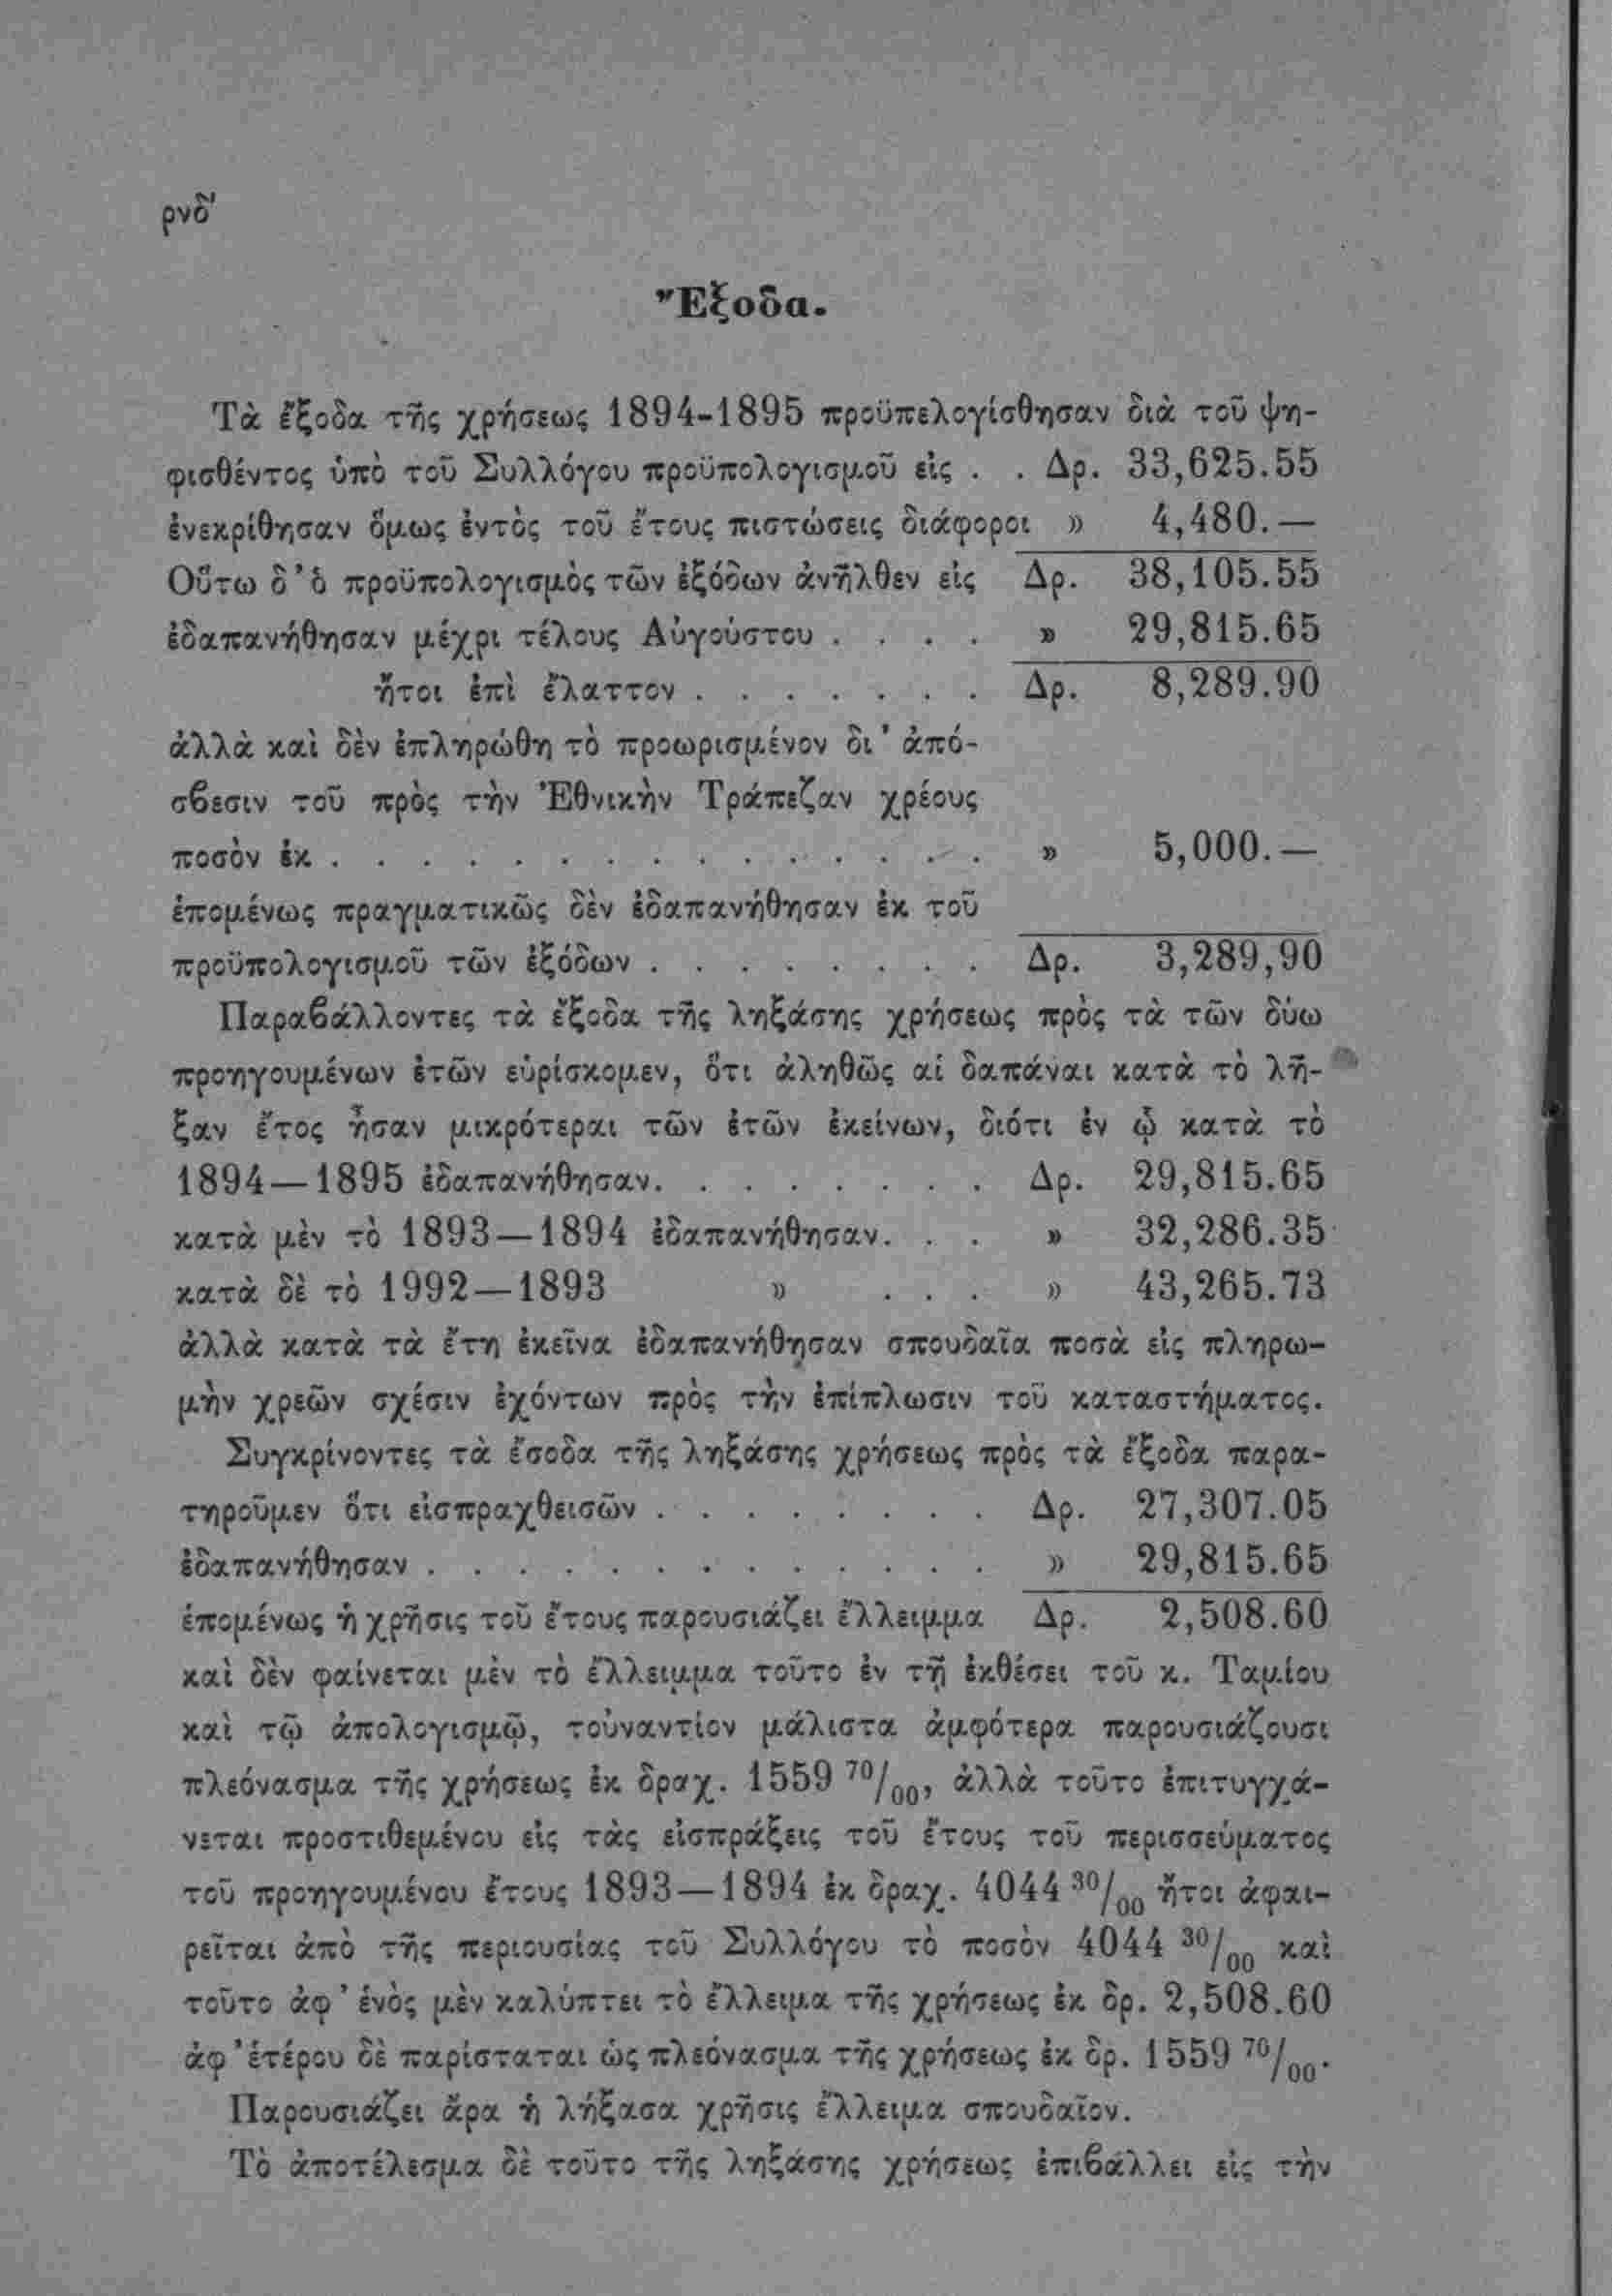 ρνδ'
Ἔξοδα.
Τὰ ἔξοδα τῆς χρήσεως 1894-1895 προϋπελογίσθησαν διὰ τοῦ ψη-
φισθέντος ὑπὸ τοῦ Συλλόγου προϋπολογισμοῦ εἰς . . Δρ. 33,625.55
ἐνεκρίθησαν ὅμως ἐντὸς τοῦ ἔτους πιστώσεις διάφοροι » 4,480.—
Οὕτω δ'ὁ προϋπολογισμὸς τῶν ἐξόδων ἀνῆλθεν εἰς Δρ. 38,105.55
ἐδαπανήθησαν μέχρι τέλους Αὐγούστου . . . . » 29,815.65
ἤτοι ἐπὶ ἔλαττον . . . . . . . Δρ. 8,289.90
ἀλλὰ καὶ δὲν ἐπληρώθη τὸ προωρισμένον δι' ἀπό-
σβεσιν τοῦ πρὸς τὴν Ἐθνικὴν Τράπεζαν χρέους
ποσὸν ἐκ . . . . . . . . . . . . . . . » 5,000.—
ἑπομένως πραγματικῶς δὲν ἐδαπανήθησαν ἐκ τοῦ
προϋπολογισμοῦ τῶν ἐξόδων . . . . . . . . Δρ. 3,289,90
Παραβάλλοντες τὰ ἔξοδα τῆς ληξάσης χρήσεως πρὸς τὰ τῶν δύω
προηγουμένων ἐτῶν εὑρίσκομεν, ὅτι ἀληθῶς αἱ δαπάναι κατὰ τὸ λῆ-
ξαν ἔτος ἦσαν μικρότεραι τῶν ἐτῶν ἐκείνων, διότι ἐν ᾧ κατὰ τὸ
1894—1895 ἐδαπανήθησαν. . . . . . . . Δρ. 29,815.65
κατὰ μὲν τὸ 1893—1894 ἐδαπανήθησαν. . . » 32,286.35
κατὰ δὲ τὸ 1992—1893 » . . . » 43,265.73
ἀλλὰ κατὰ τὰ ἔτη ἐκεῖνα ἐδαπανήθησαν σπουδαῖα ποσὰ εἰς πληρω-
μὴν χρεῶν σχέσιν ἐχόντων πρὸς τὴν ἐπίπλωσιν τοῦ καταστήματος.
Συγκρίνοντες τὰ ἔσοδα τῆς ληξάσης χρήσεως πρὸς τὰ ἔξοδα παρα-
τηροῦμεν ὅτι εἰσπραχθεισῶν . . . . . . . . Δρ. 27,307.05
ἐδαπανήθησαν . . . . . . . . . . . . . » 29,815.65
ἑπομένως ἡ χρῆσις τοῦ ἔτους παρουσιάζει ἔλλειμμα Δρ. 2,508.60
καὶ δὲν φαίνεται μὲν τὸ ἔλλειμμα τοῦτο ἐν τῇ ἐκθέσει τοῦ κ. Ταμίου
καὶ τῷ ἀπολογισμῷ, τοὐναντίον μάλιστα ἀμφότερα παρουσιάζουσι
πλεόνασμα τῆς χρήσεως ἐκ δραχ. 1559 70/00, ἀλλὰ τοῦτο ἐπιτυγχά-
νεται προστιθεμένου εἰς τὰς εἰσπράξεις τοῦ ἔτους τοῦ περισσεύματος
τοῦ προηγουμένου ἔτους 1893—1894 ἐκ δραχ. 4044 30/00 ἤτοι ἀφαι-
ρεῖται ἀπὸ τῆς περιουσίας τοῦ Συλλόγου τὸ ποσὸν 4044 30/00 καὶ
τοῦτο ἀφ' ἑνὸς μὲν καλύπτει τὸ ἔλλειμα τῆς χρήσεως ἐκ δρ. 2,508.60
ἀφ'ἑτέρου δὲ παρίσταται ὡς πλεόνασμα τῆς χρήσεως ἐκ δρ. 1559 70/00.
Παρουσιάζει ἄρα ἡ λήξασα χρῆσις ἔλλειμα σπουδαῖον.
Τὸ ἀποτέλεσμα δὲ τοῦτο τῆς ληξάσης χρήσεως ἐπιβάλλει εἰς τὴν